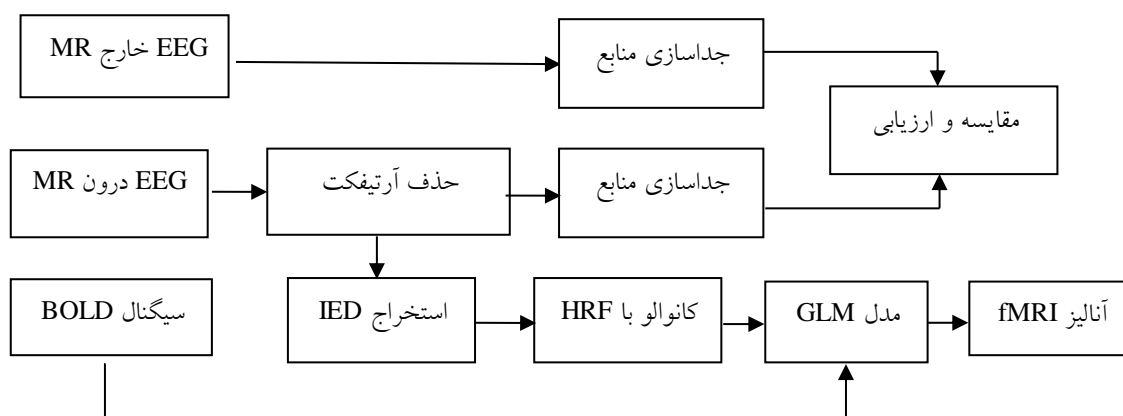 EEG خارج MR
جداسازی منابع
مقایسه و ارزیابی
EEG درون MR
حذف آرتیفکت
جداسازی منابع
سیگنال BOLD
استخراج IED
کانوالو با HRF
مدل GLM
آنالیز fMRI